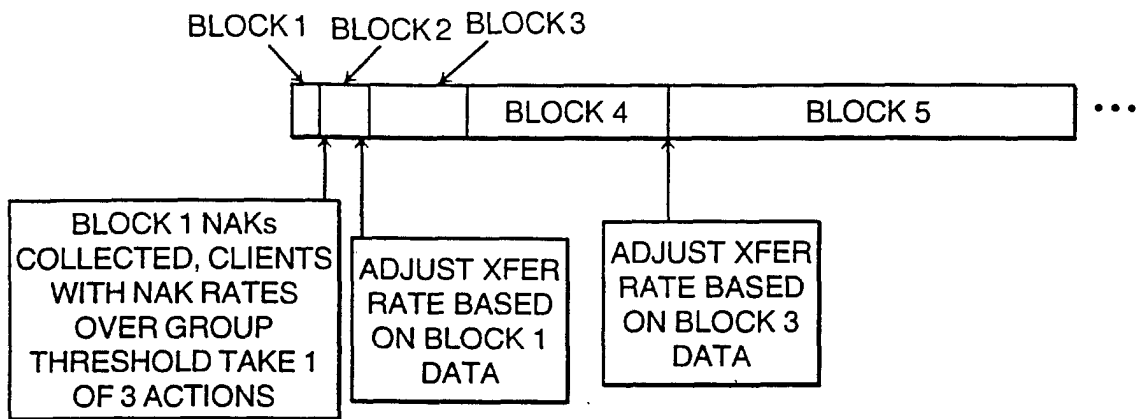 BLOCK 1
BLOCK 2
BLOCK 3
BLOCK 4
BLOCK 5
BLOCK 1 NAKs
COLLECTED, CLIENTS
WITH NAK RATES
OVER GROUP
THRESHOLD TAKE 1
OF 3 ACTIONS
ADJUST XFER
RATE BASED
ON BLOCK 1
DATA
ADJUST XFER
RATE BASED
ON BLOCK 3
DATA